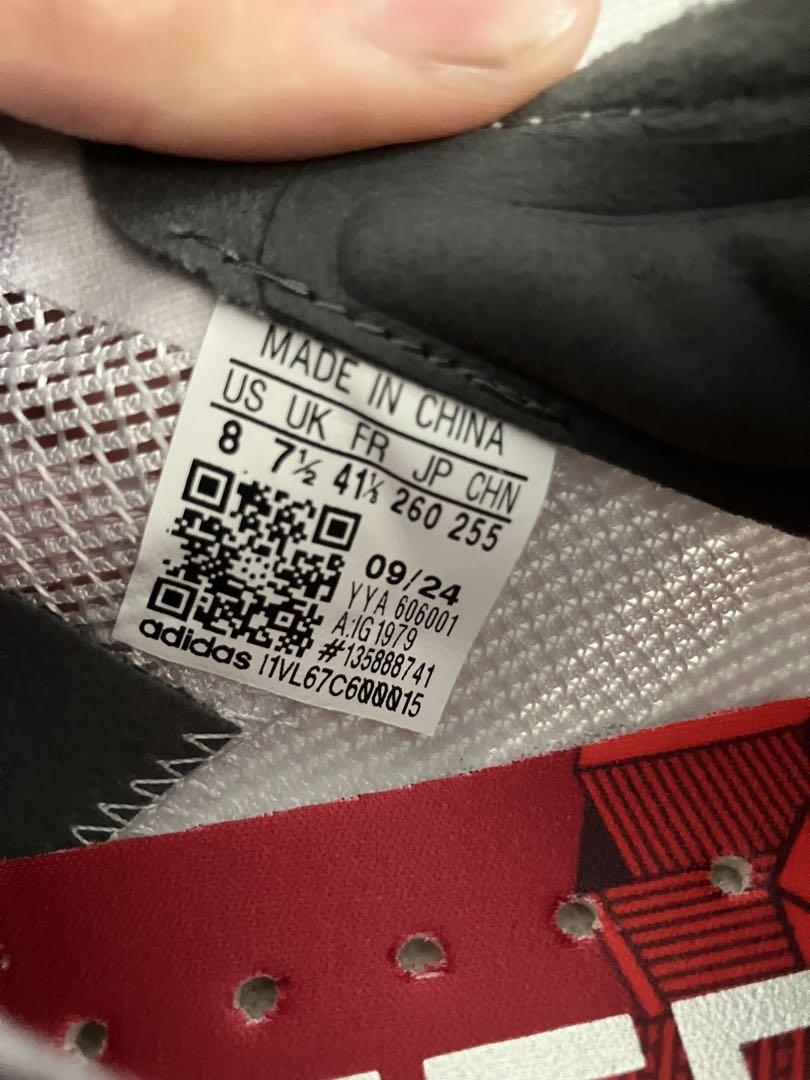 MADE IN CHINA
US UK FR JP CHN
8 7½ 41⅓ 260 255
09/24
YYA 606001
A:IG1979
#135888741
adidas I1VL67C600015